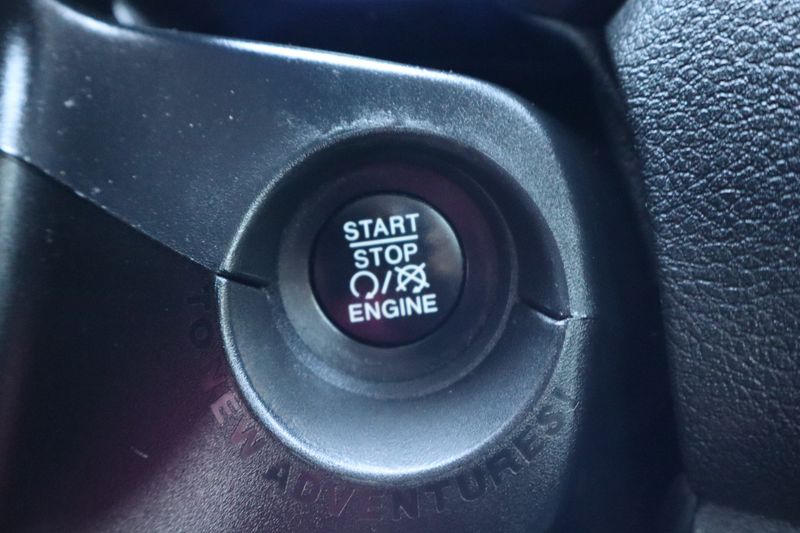 START
STOP
ENGINE
TO NEW ADVENTURES!